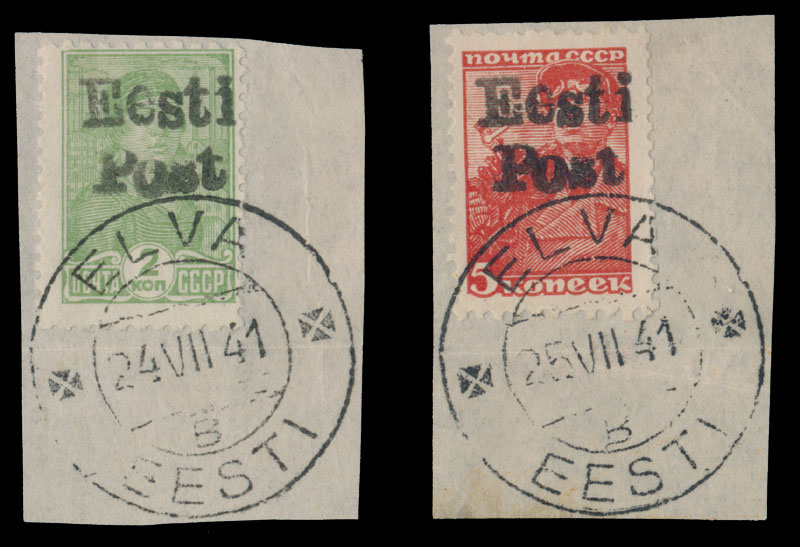 Eesti
Post
2
ПОЧТА КОП СССР
ELVA
24 VII 41
B
EESTI
ПОЧТА СССР
Eesti
Post
5 КОПЕЕК
ELVA
25 VII 41
B
EESTI